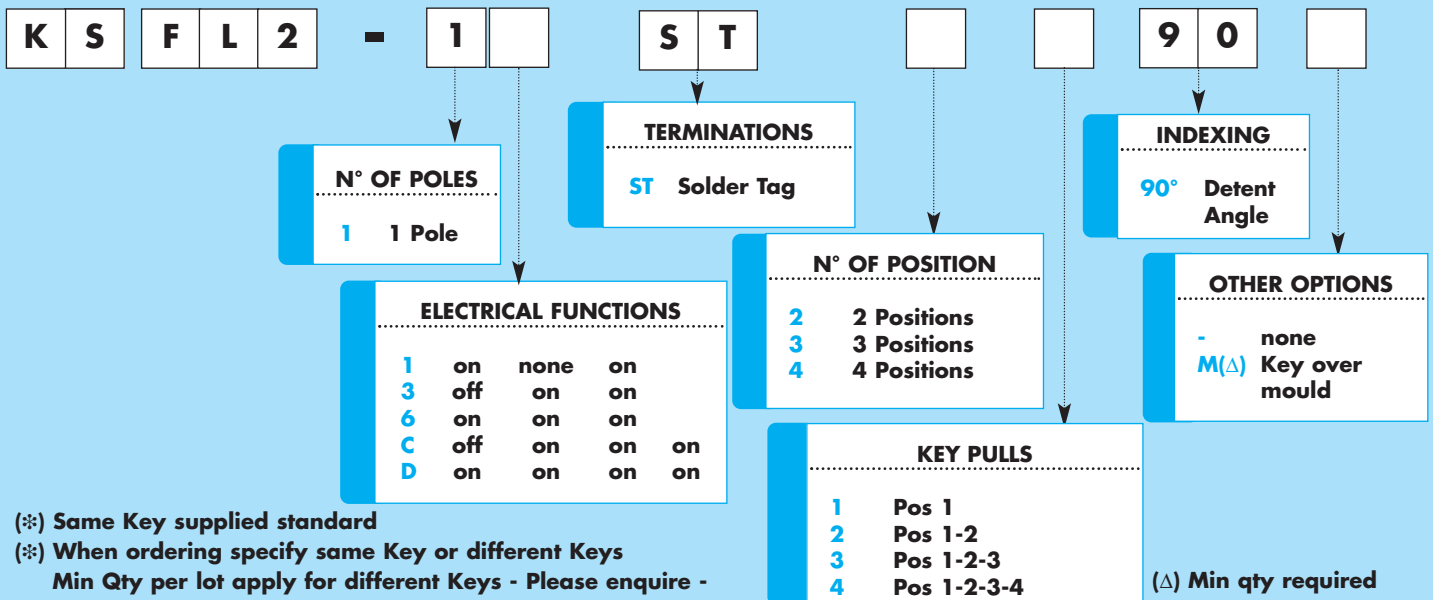 K S F L 2 - 1 S T 9 0
N° OF POLES
1 1 Pole
TERMINATIONS
ST Solder Tag
INDEXING
90° Detent
Angle
ELECTRICAL FUNCTIONS
1 on none on
3 off on on
6 on on on
C off on on on
D on on on on
N° OF POSITION
2 2 Positions
3 3 Positions
4 4 Positions
OTHER OPTIONS
- none
M(Δ) Key over
mould
KEY PULLS
1 Pos 1
2 Pos 1-2
3 Pos 1-2-3
4 Pos 1-2-3-4
(✻) Same Key supplied standard
(✻) When ordering specify same Key or different Keys
Min Qty per lot apply for different Keys - Please enquire -
(Δ) Min qty required